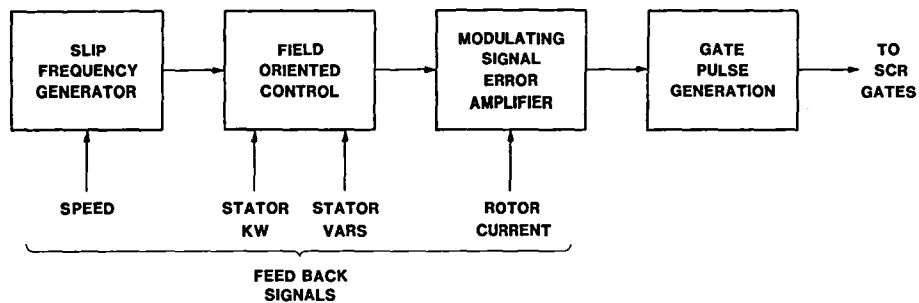 SLIP
FREQUENCY
GENERATOR
FIELD
ORIENTED
CONTROL
MODULATING
SIGNAL
ERROR
AMPLIFIER
GATE
PULSE
GENERATION
TO
SCR
GATES
SPEED
STATOR
KW
STATOR
VARS
ROTOR
CURRENT
FEED BACK
SIGNALS